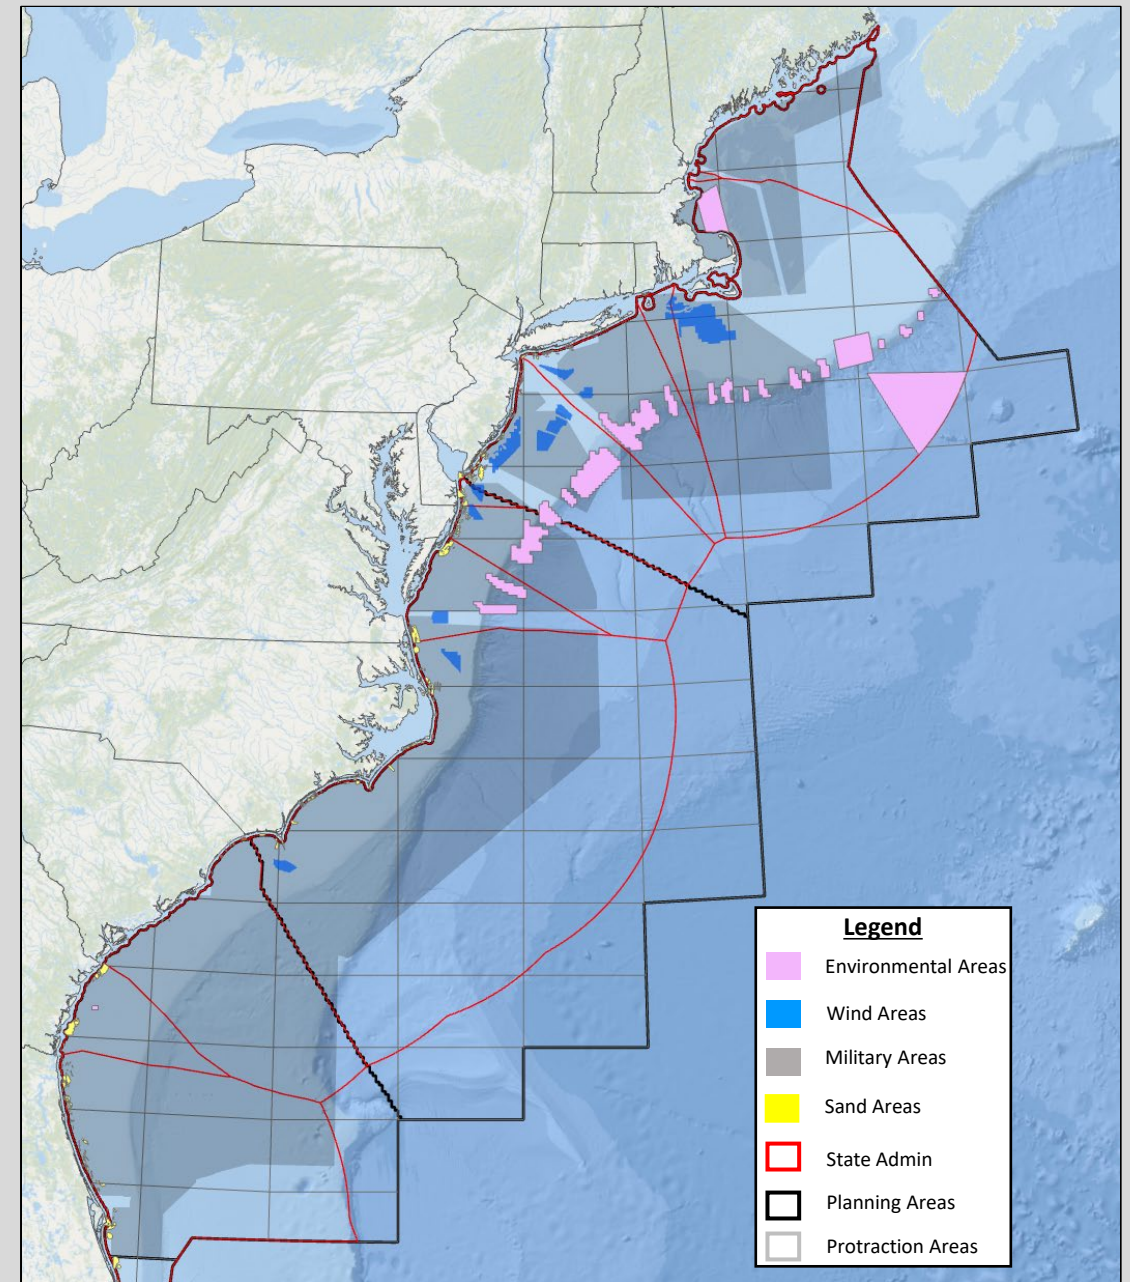 Legend
Environmental Areas
Wind Areas
Military Areas
Sand Areas
State Admin
Planning Areas
Protraction Areas